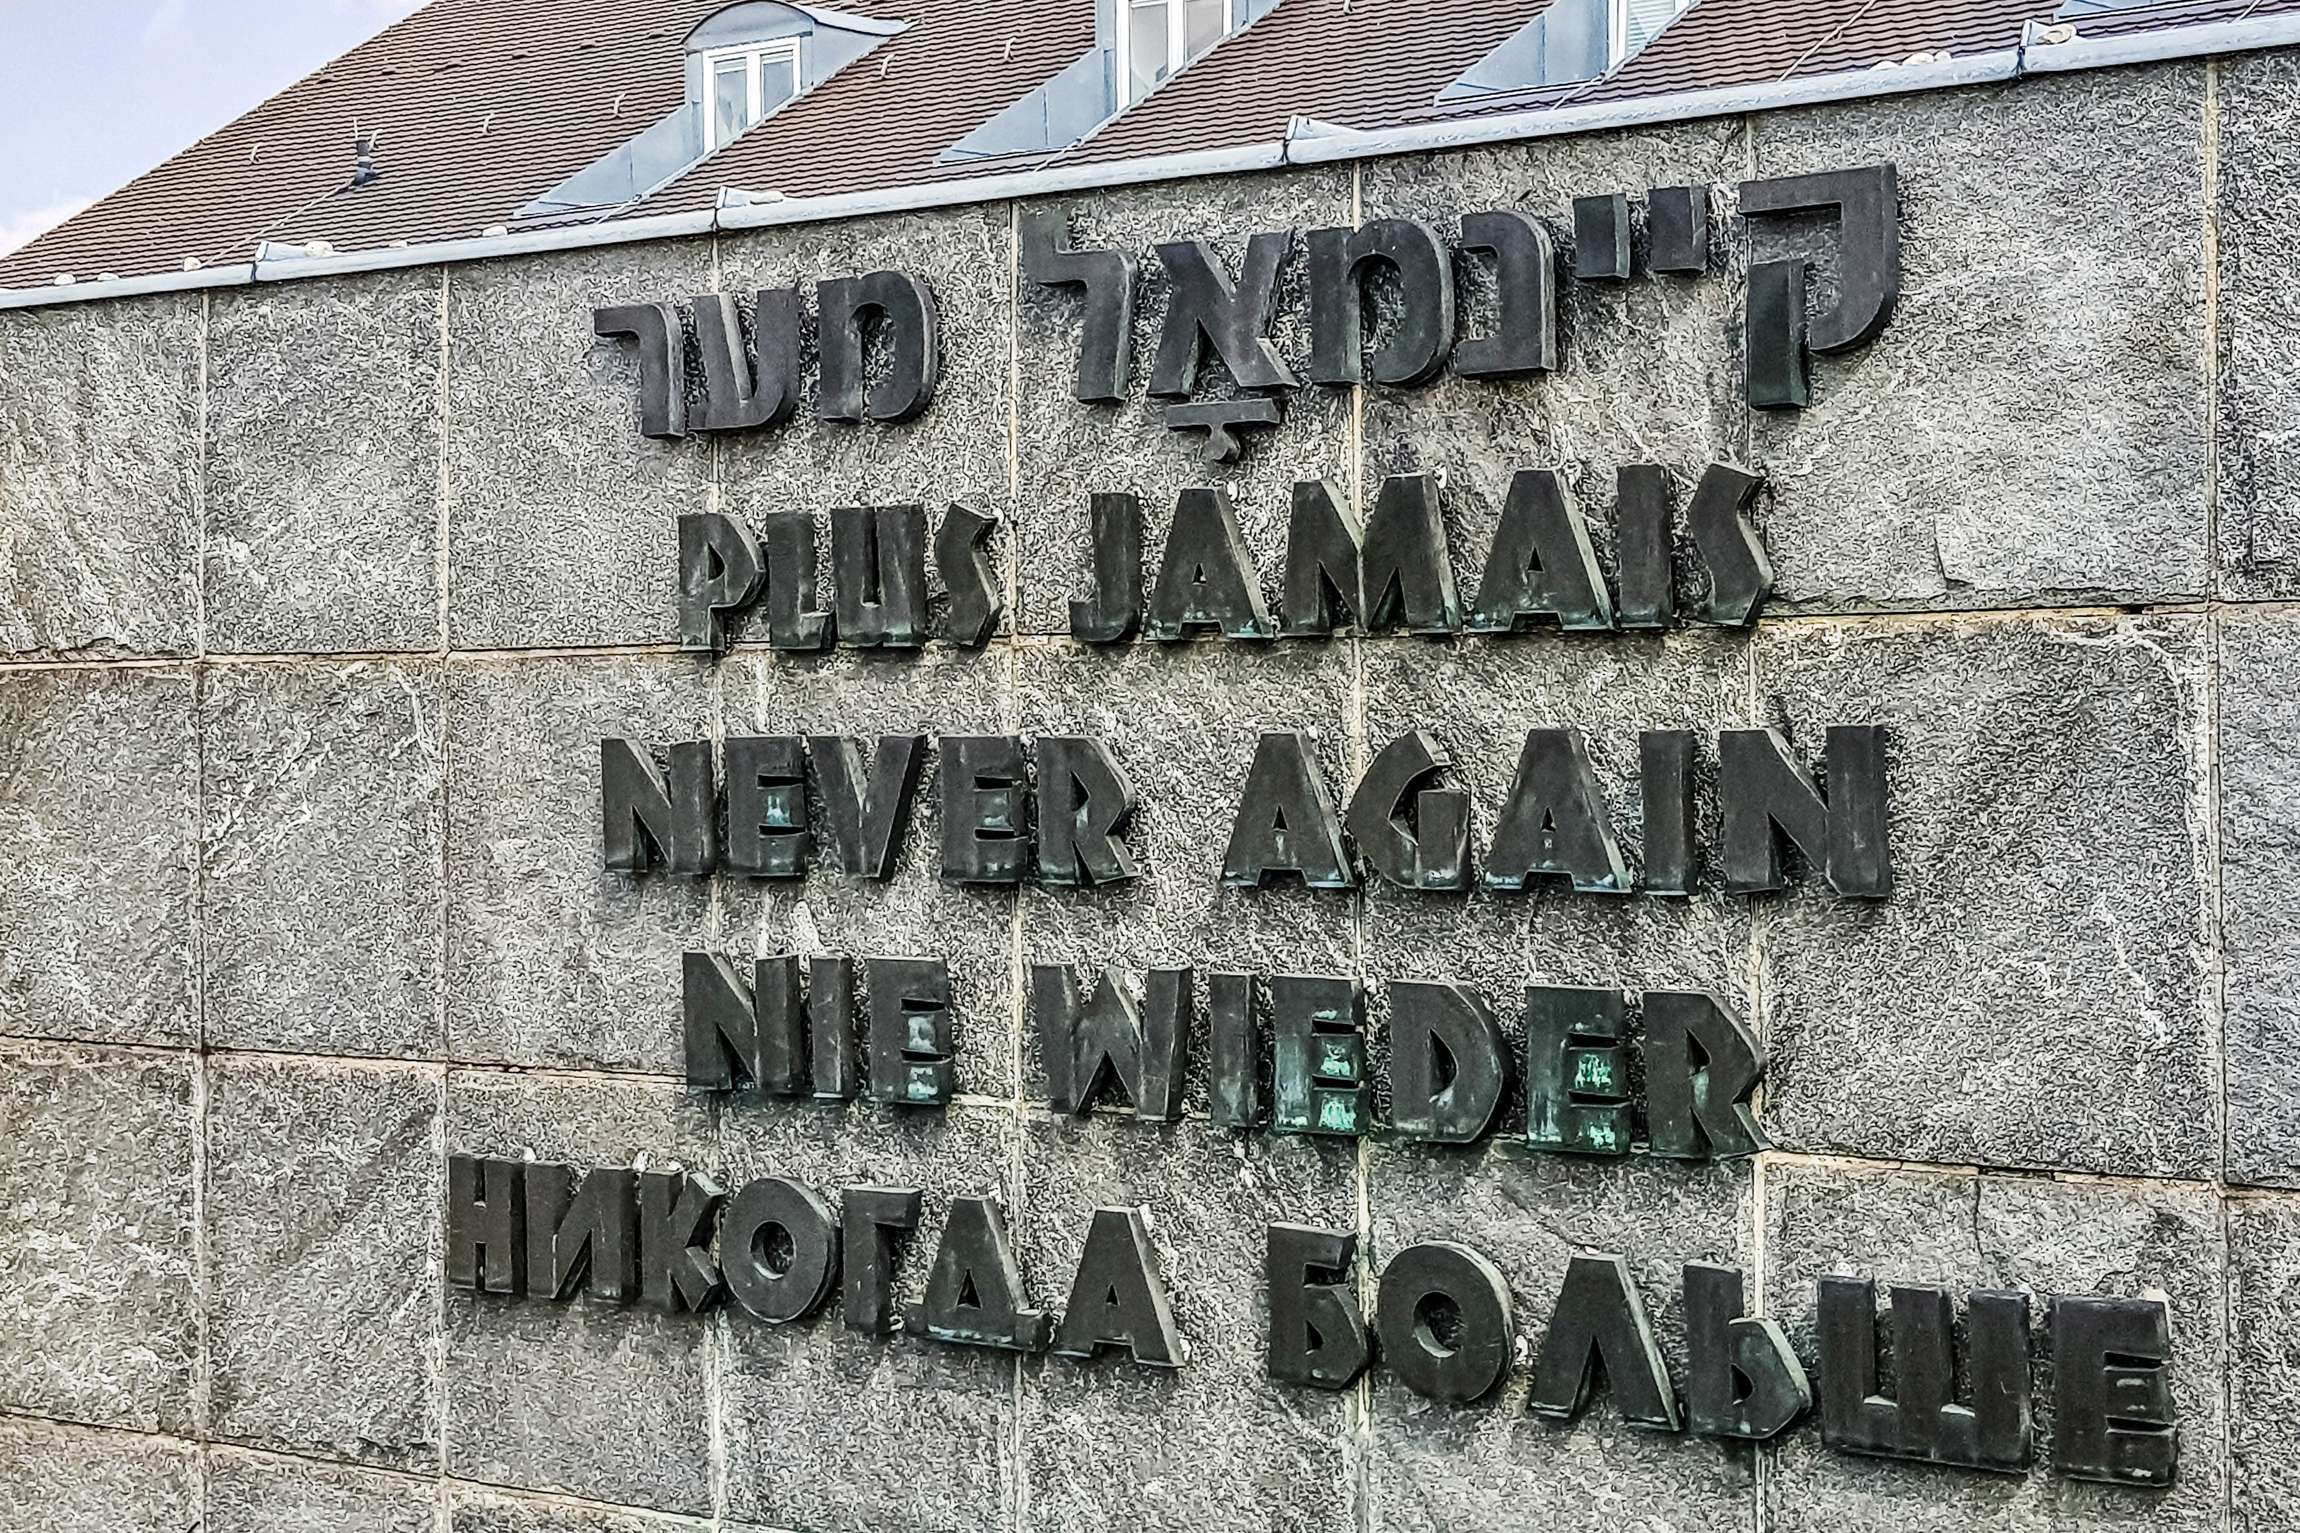 קיינמאָל מער
PLUS JAMAIS
NEVER AGAIN
NIE WIEDER
НИКОГДА БОЛЬШЕ